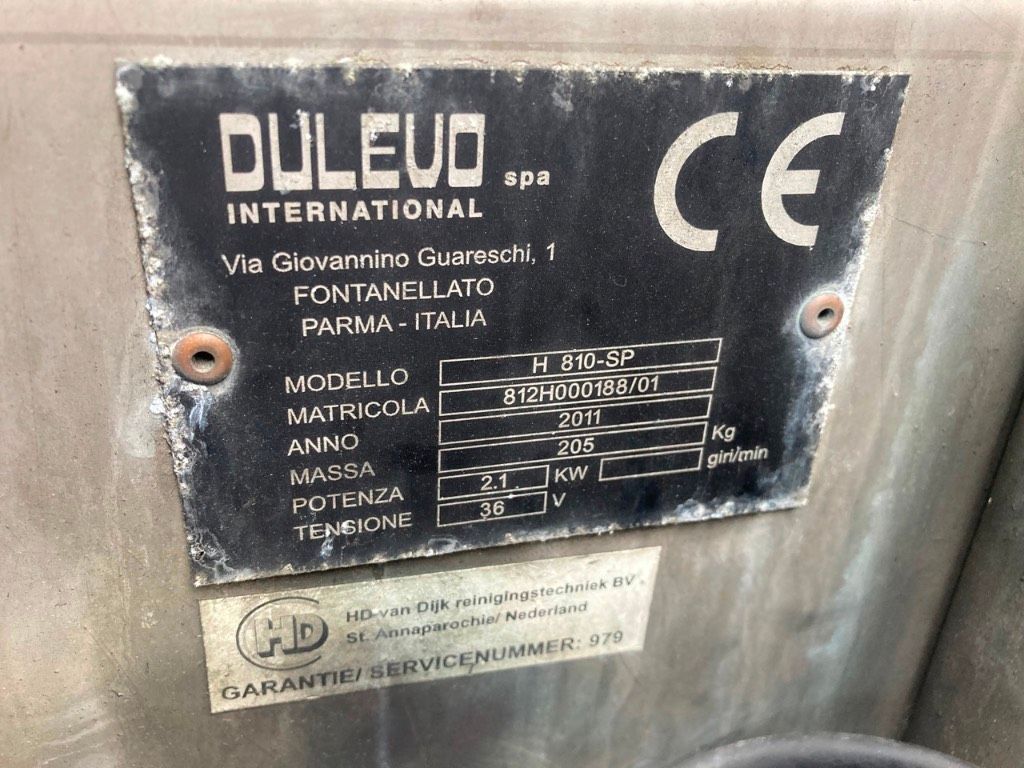 DULEVO spa
INTERNATIONAL
CE
Via Giovannino Guareschi, 1
FONTANELLATO
PARMA - ITALIA
MODELLO H 810-SP
MATRICOLA 812H000188/01
ANNO 2011
MASSA 205 Kg
POTENZA 2.1 KW giri/min
TENSIONE 36 V
HD HD-van Dijk reinigingstechniek BV
St. Annaparochie/ Nederland
GARANTIE/ SERVICENUMMER: 979